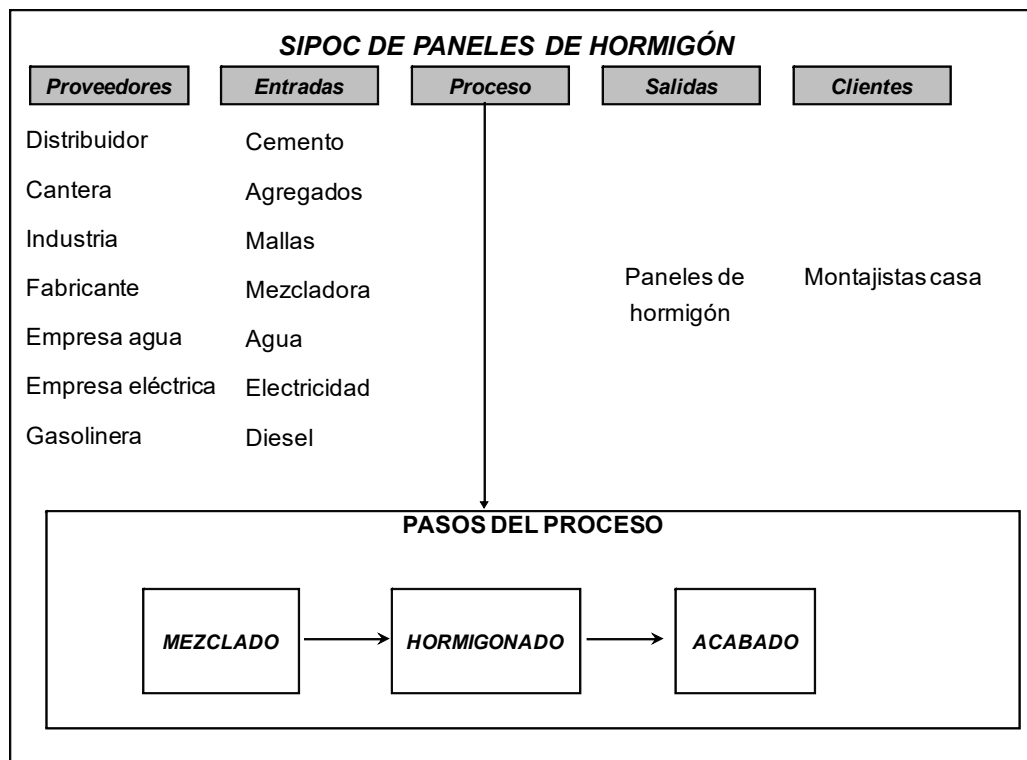 SIPOC DE PANELES DE HORMIGÓN
Proveedores Entradas Proceso Salidas Clientes
Distribuidor Cemento
Cantera Agregados
Industria Mallas
Paneles de Montajistas casa
Fabricante Mezcladora
hormigón
Empresa agua Agua
Empresa eléctrica Electricidad
Gasolinera Diesel
PASOS DEL PROCESO
MEZCLADO HORMIGONADO ACABADO